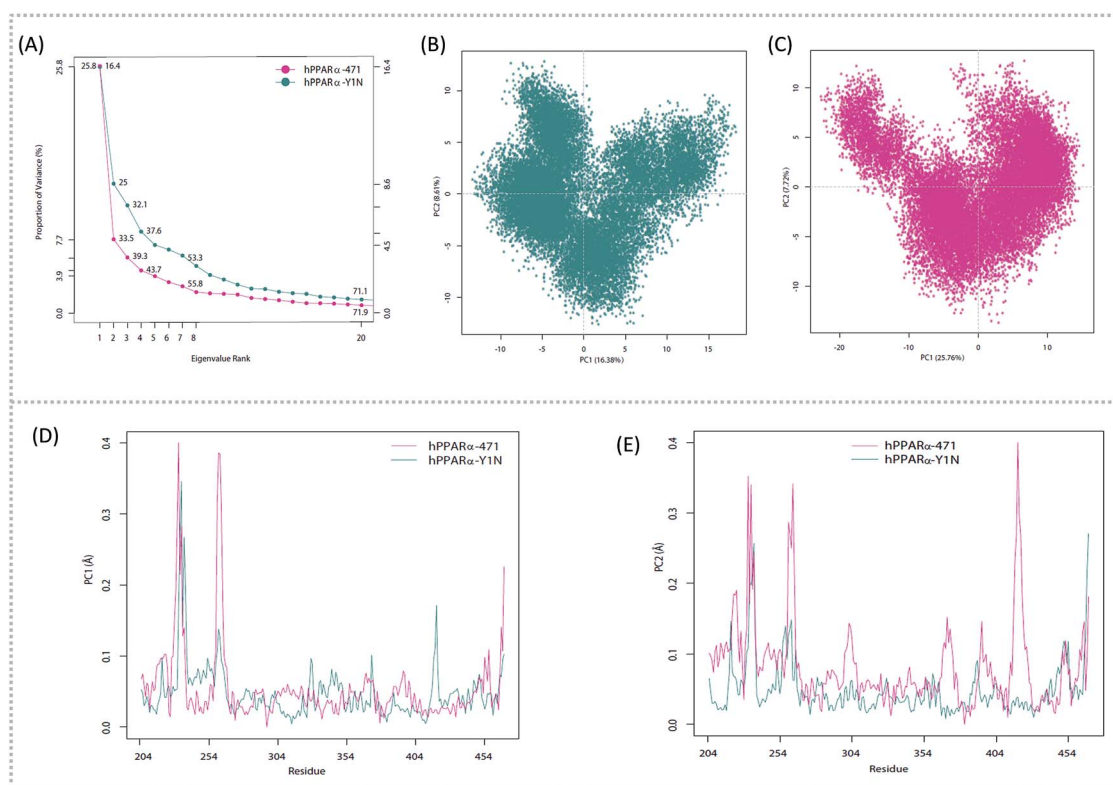 (A)
25.8
7.7
3.9
0.0
Proportion of Variance (%)
16.4
8.6
4.5
0.0
25.8
16.4
hPPARα-471
hPPARα-Y1N
25
32.1
37.6
53.3
71.1
33.5
39.3
43.7
55.8
71.9
1 2 3 4 5 6 7 8 20
Eigenvalue Rank
(B)
10
5
0
-5
-10
PC2 (8.61%)
-10 -5 0 5 10 15
PC1 (16.38%)
(C)
10
5
0
-5
-10
PC2 (7.72%)
-20 -10 0 10
PC1 (25.76%)
(D)
hPPARα-471
hPPARα-Y1N
0.4
0.3
0.2
0.1
0.0
PC1 (Å)
204 254 304 354 404 454
Residue
(E)
hPPARα-471
hPPARα-Y1N
0.4
0.3
0.2
0.1
0.0
PC2 (Å)
204 254 304 354 404 454
Residue